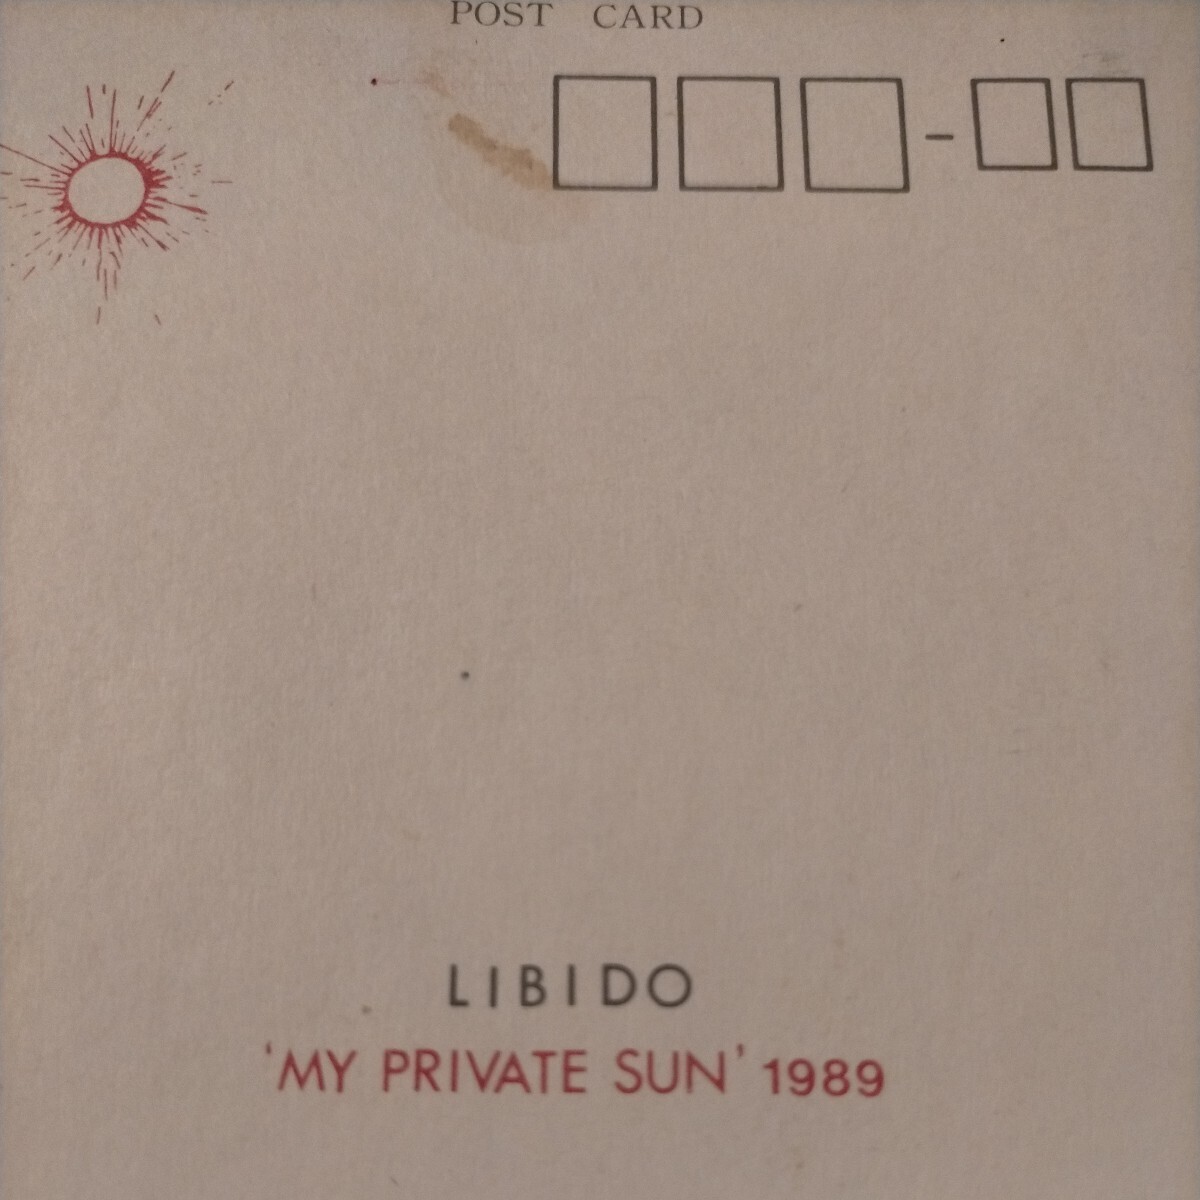 POST CARD
-
LIBIDO
'MY PRIVATE SUN' 1989